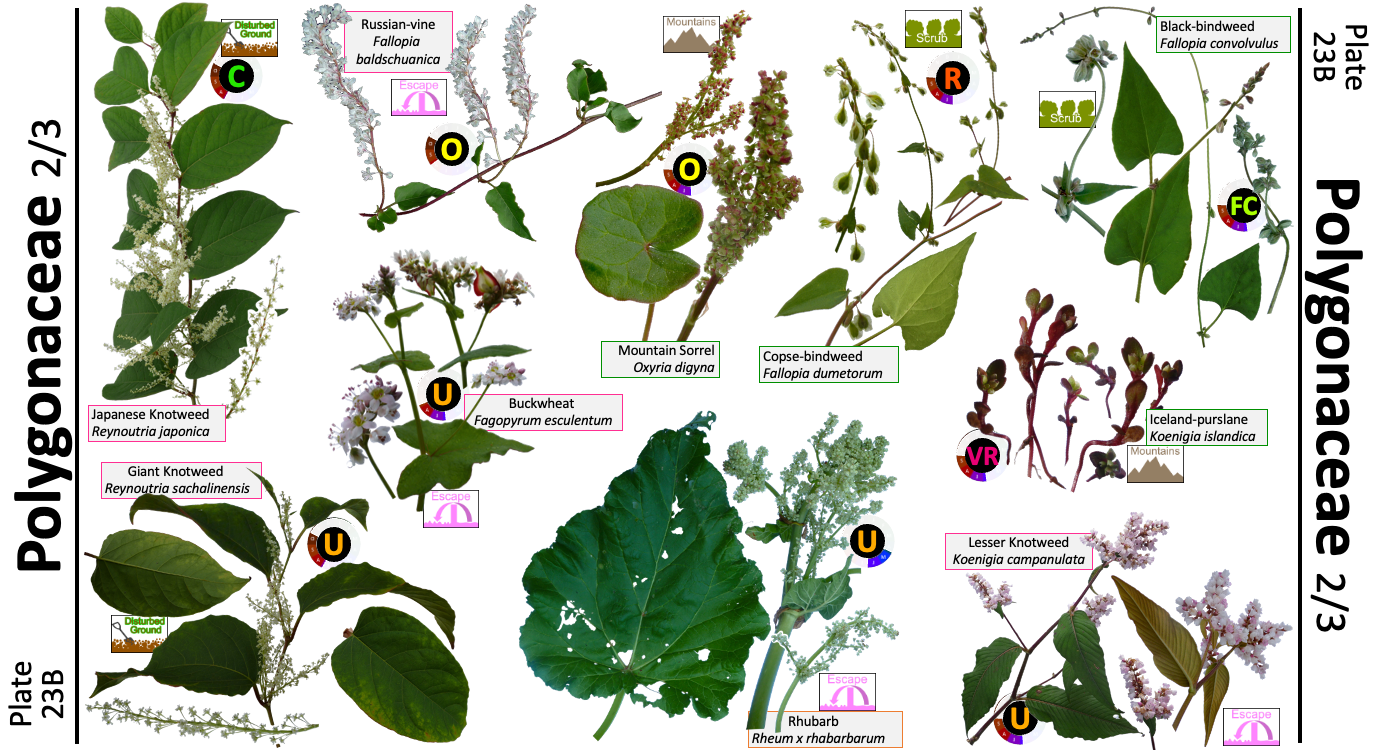 Polygonaceae 2/3
Plate
23B
Disturbed
Ground
C
Japanese Knotweed
Reynoutria japonica
Russian-vine
Fallopia
baldschuanica
Escape
O
Mountains
O
Mountain Sorrel
Oxyria digyna
Scrub
R
Copse-bindweed
Fallopia dumetorum
Black-bindweed
Fallopia convolvulus
Scrub
FC
Buckwheat
Fagopyrum esculentum
U
Escape
Iceland-purslane
Koenigia islandica
VR
Mountains
Giant Knotweed
Reynoutria sachalinensis
U
Disturbed
Ground
Rhubarb
Rheum x rhabarbarum
U
Escape
Lesser Knotweed
Koenigia campanulata
U
Escape
Plate
23B
Polygonaceae 2/3